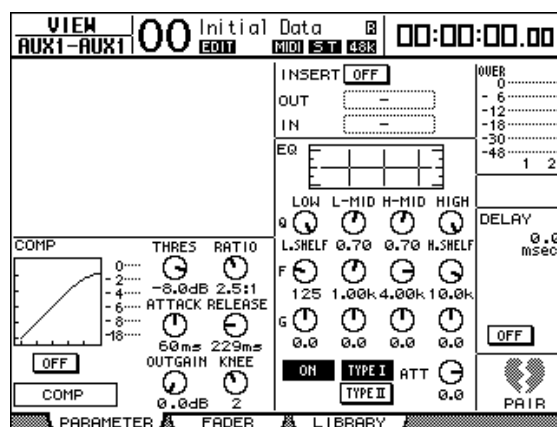 VIEW
AUX1-AUX1
00 Initial Data
EDIT MIDI ST 48K
00:00:00.00
INSERT OFF
OUT -
IN -
OVER
0
- 6
-12
-18
-30
-48
1 2
EQ
LOW L-MID H-MID HIGH
Q
L.SHELF 0.70 0.70 H.SHELF
F
125 1.00k 4.00k 10.0k
G
0.0 0.0 0.0 0.0
ON TYPE I ATT
TYPE II 0.0
DELAY
0.0
msec
OFF
PAIR
COMP
THRES RATIO
0
- 2
- 4
- 6
- 8
-18
-8.0dB 2.5:1
ATTACK RELEASE
60ms 229ms
OFF
OUTGAIN KNEE
COMP
0.0dB 2
PARAMETER FADER LIBRARY